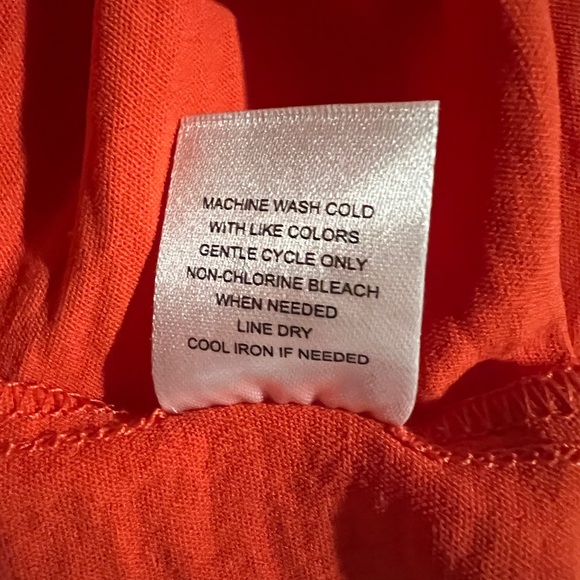 MACHINE WASH COLD
WITH LIKE COLORS
GENTLE CYCLE ONLY
NON-CHLORINE BLEACH
WHEN NEEDED
LINE DRY
COOL IRON IF NEEDED